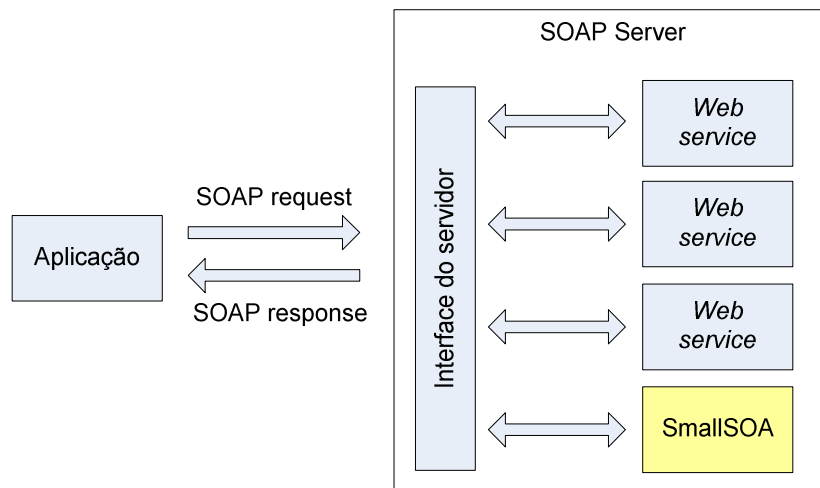 SOAP Server
Aplicação
SOAP request
SOAP response
Interface do servidor
Web
service
Web
service
Web
service
SmallSOA